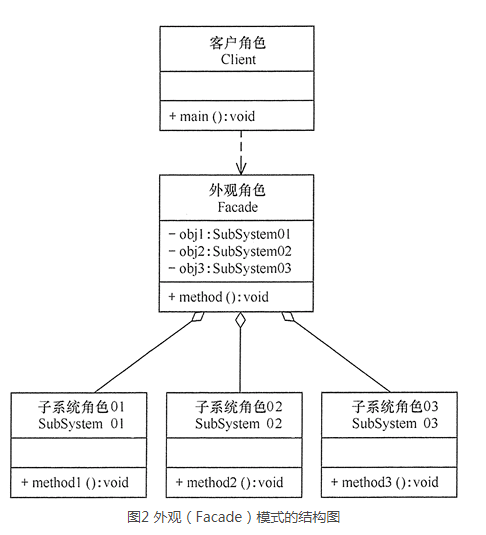 客户角色
Client
+ main ():void
外观角色
Facade
- obj1:SubSystem01
- obj2:SubSystem02
- obj3:SubSystem03
+ method ():void
子系统角色01
SubSystem 01
+ method1 ():void
子系统角色02
SubSystem 02
+ method2 ():void
子系统角色03
SubSystem 03
+ method3 ():void
图2 外观（Facade）模式的结构图